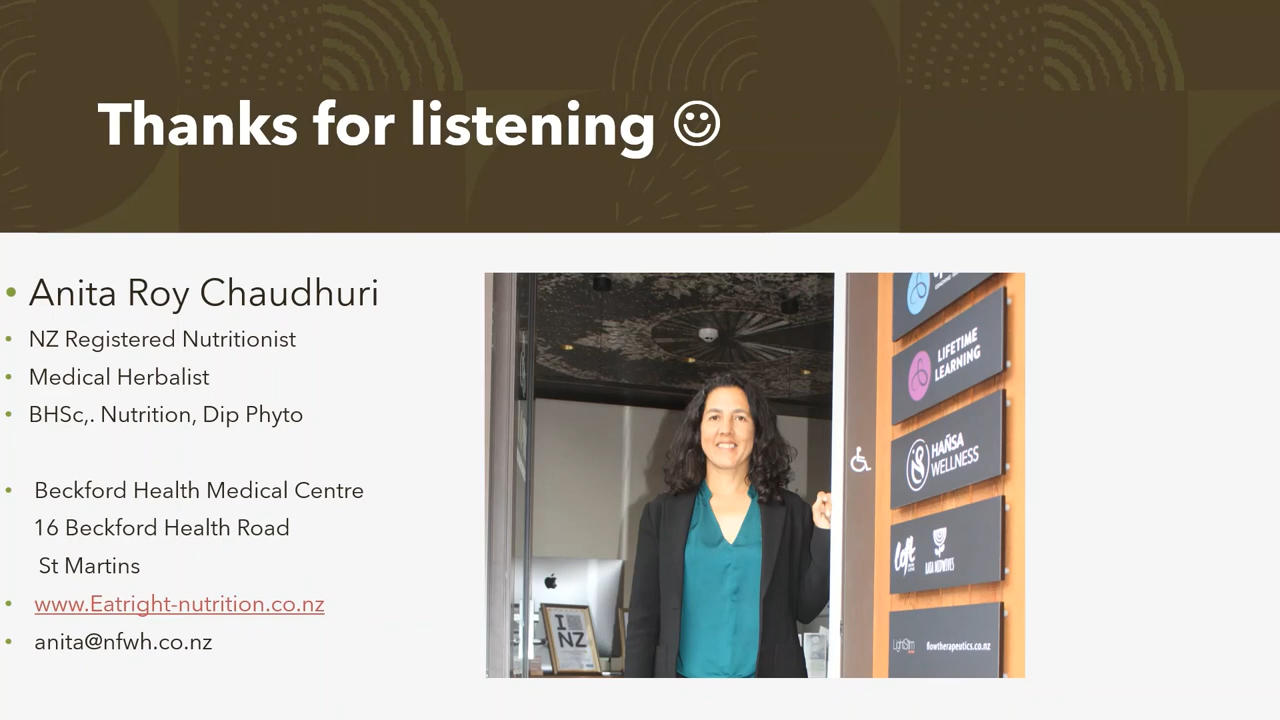 Thanks for listening ☺
Anita Roy Chaudhuri
NZ Registered Nutritionist
Medical Herbalist
BHSc,. Nutrition, Dip Phyto
Beckford Health Medical Centre
16 Beckford Health Road
St Martins
www.Eatright-nutrition.co.nz
anita@nfwh.co.nz
LIFETIME
LEARNING
HAÑSA
WELLNESS
Loft
flowtherapeutics.co.nz
I
NZ